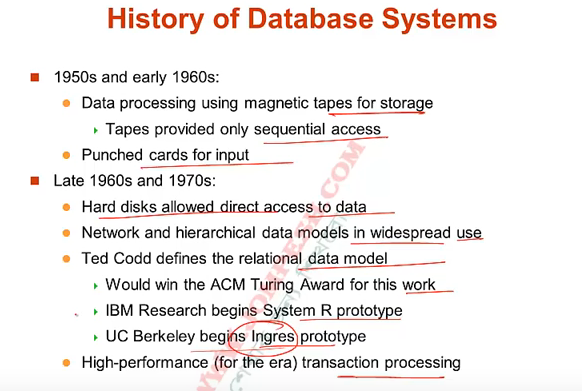 History of Database Systems
1950s and early 1960s:
Data processing using magnetic tapes for storage
Tapes provided only sequential access
Punched cards for input
Late 1960s and 1970s:
Hard disks allowed direct access to data
Network and hierarchical data models in widespread use
Ted Codd defines the relational data model
Would win the ACM Turing Award for this work
IBM Research begins System R prototype
UC Berkeley begins Ingres prototype
High-performance (for the era) transaction processing